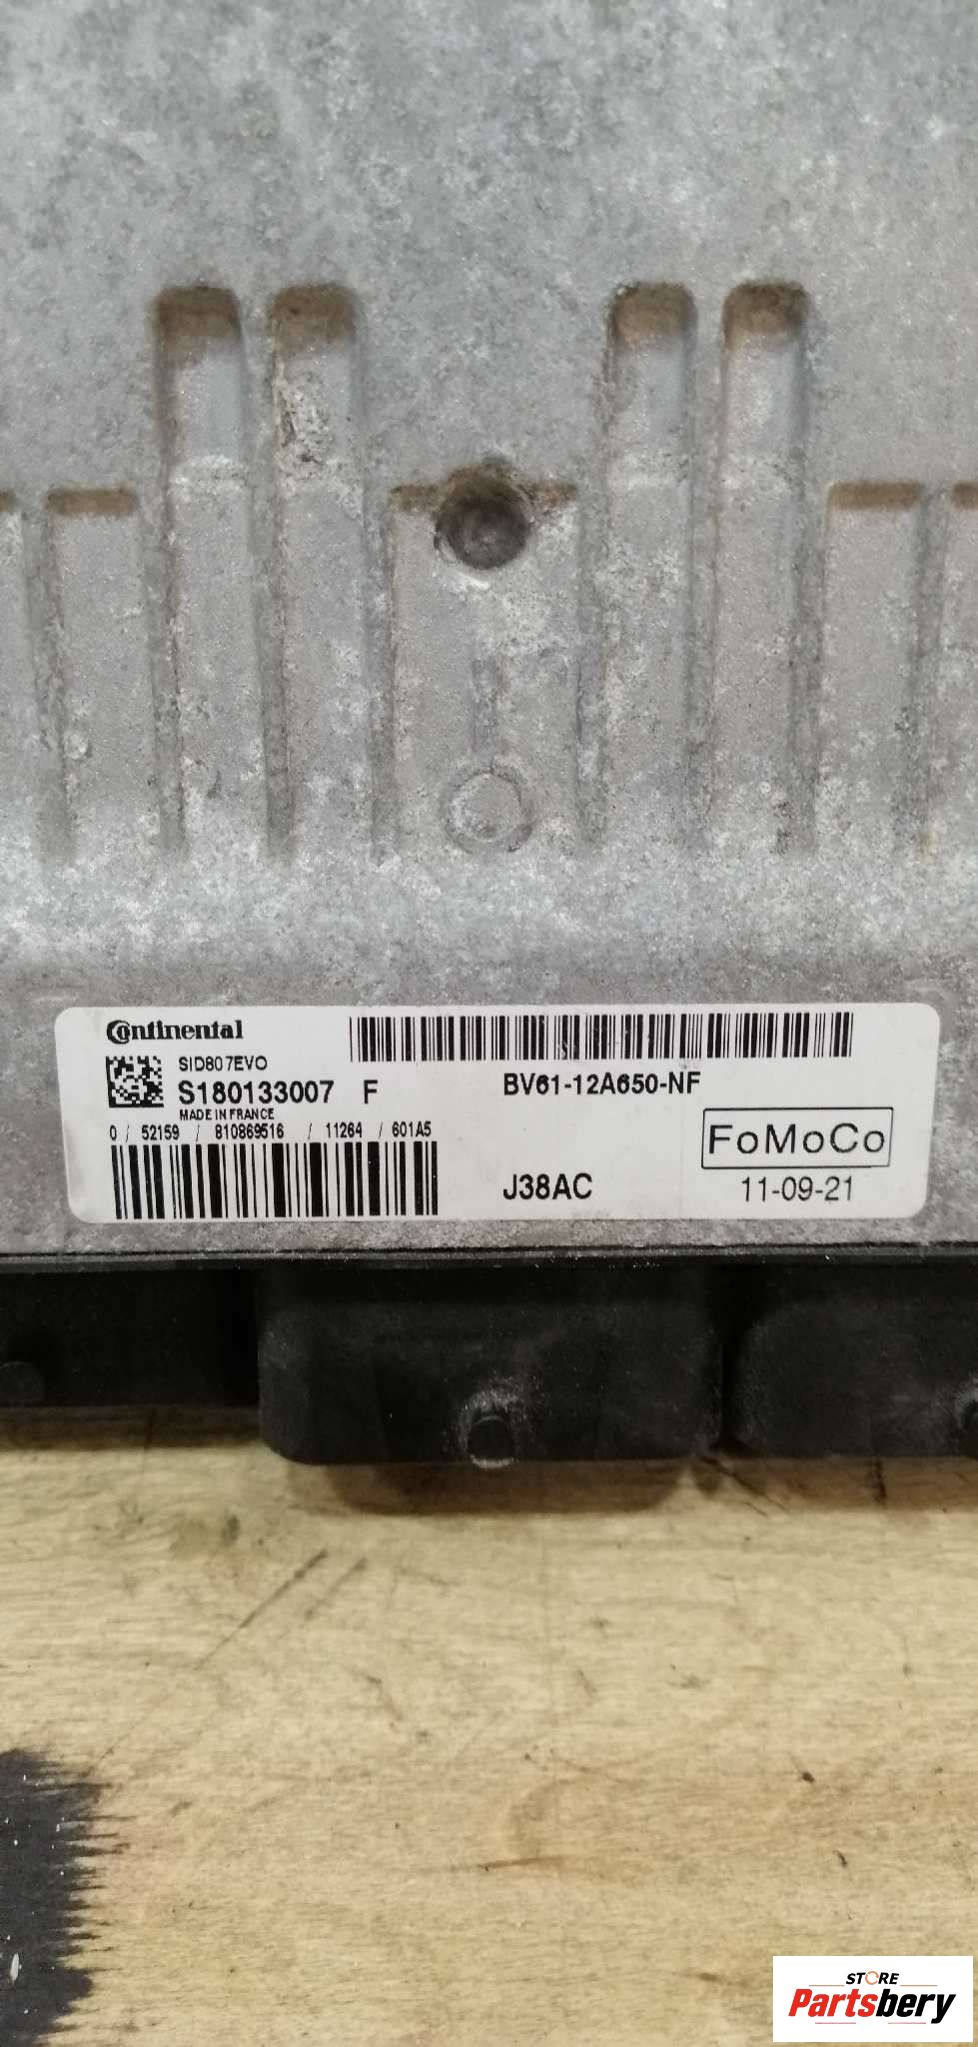 Continental
SID807EVO
S180133007 F
MADE IN FRANCE
0 / 52159 / 810869516 / 11264 / 601A5
BV61-12A650-NF
FoMoCo
J38AC
11-09-21
STORE
Partsbery